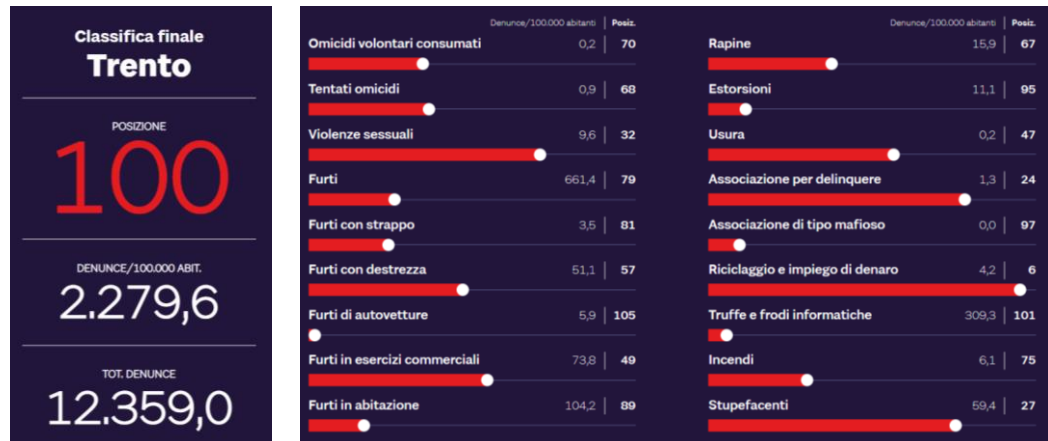 Classifica finale
Trento
POSIZIONE
100
DENUNCE/100.000 ABIT.
2.279,6
TOT. DENUNCE
12.359,0
Denunce/100.000 abitanti | Posiz.
Omicidi volontari consumati 0,2 | 70
Tentati omicidi 0,9 | 68
Violenze sessuali 9,6 | 32
Furti 661,4 | 79
Furti con strappo 3,5 | 81
Furti con destrezza 51,1 | 57
Furti di autovetture 5,9 | 105
Furti in esercizi commerciali 73,8 | 49
Furti in abitazione 104,2 | 89
Denunce/100.000 abitanti | Posiz.
Rapine 15,9 | 67
Estorsioni 11,1 | 95
Usura 0,2 | 47
Associazione per delinquere 1,3 | 24
Associazione di tipo mafioso 0,0 | 97
Riciclaggio e impiego di denaro 4,2 | 6
Truffe e frodi informatiche 309,3 | 101
Incendi 6,1 | 75
Stupefacenti 59,4 | 27